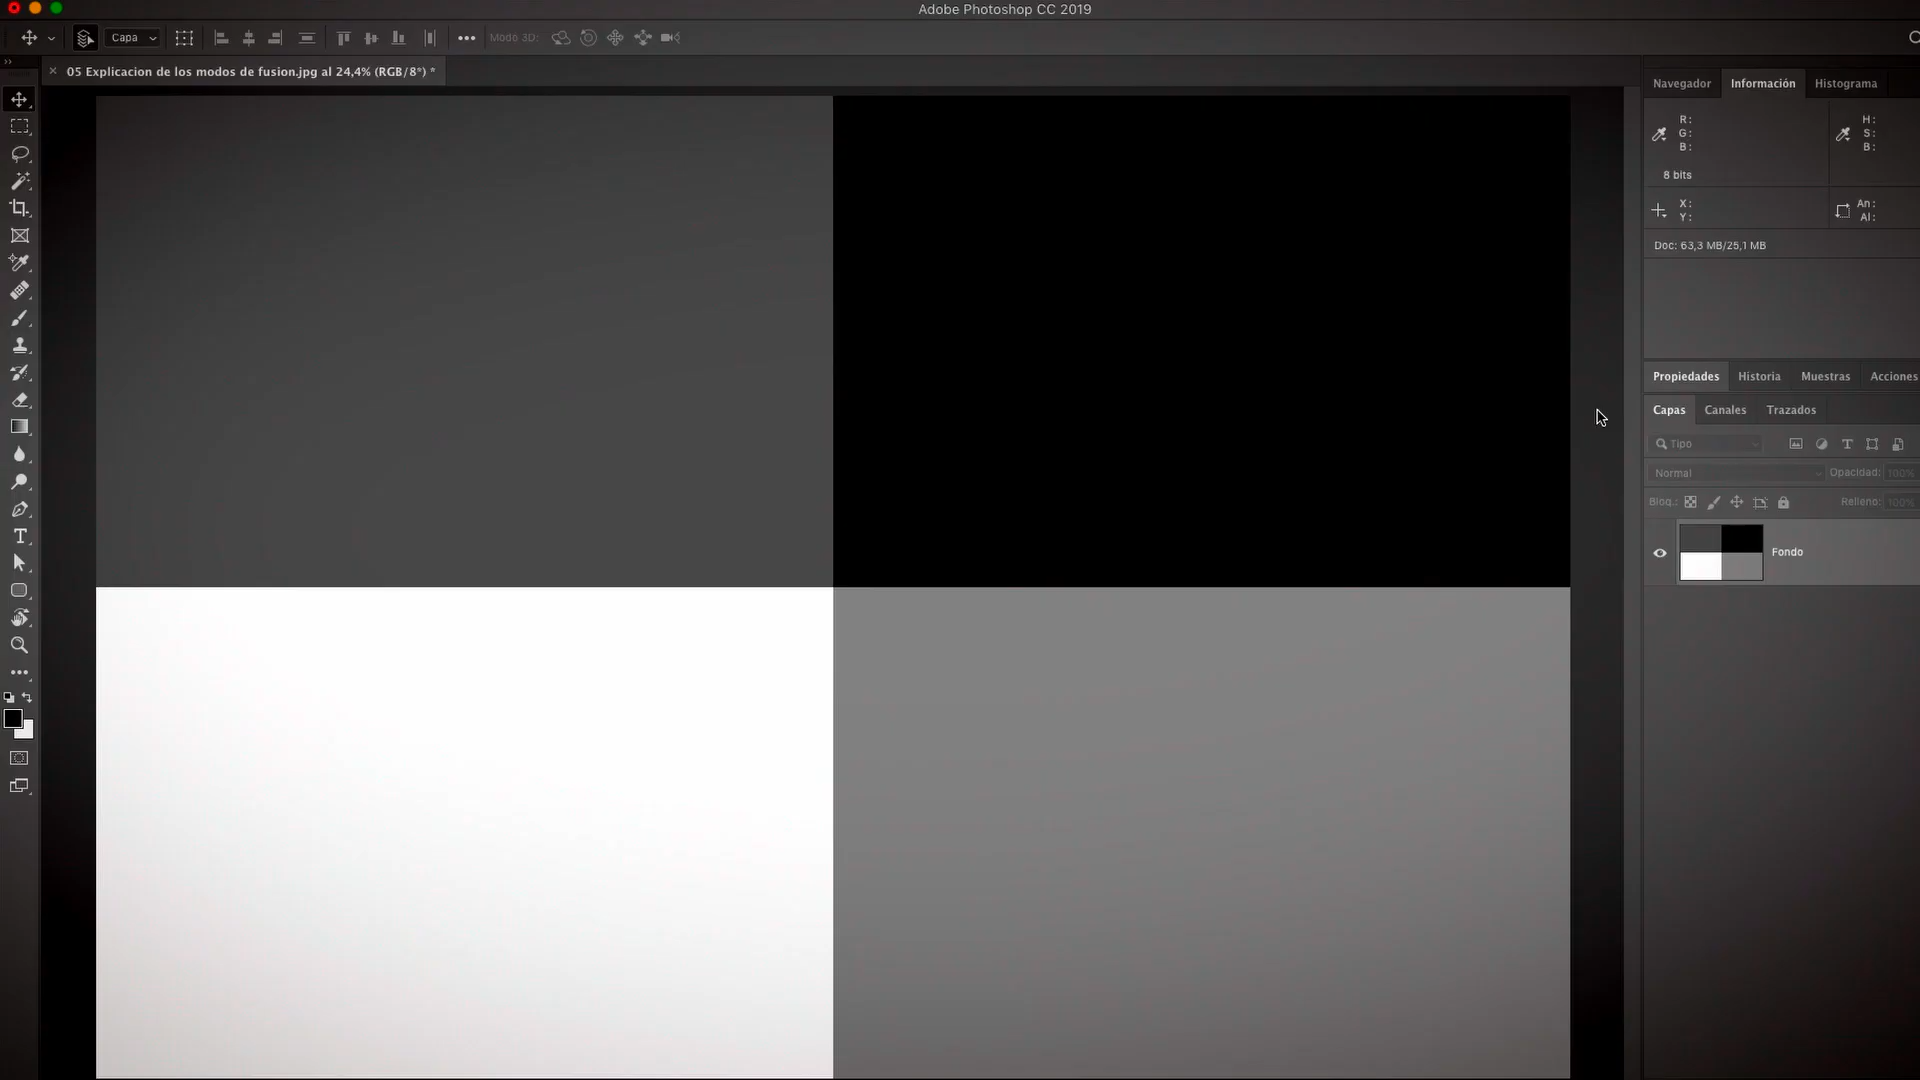 Adobe Photoshop CC 2019
Capa
Modo 3D:
05 Explicacion de los modos de fusion.jpg al 24,4% (RGB/8*) *
Navegador Información Histograma
R: H:
G: S:
B: B:
8 bits
X: An:
Y: Al:
Doc: 63,3 MB/25,1 MB
Propiedades Historia Muestras Acciones
Capas Canales Trazados
Tipo
Normal Opacidad: 100%
Bloq.: Relleno: 100%
Fondo